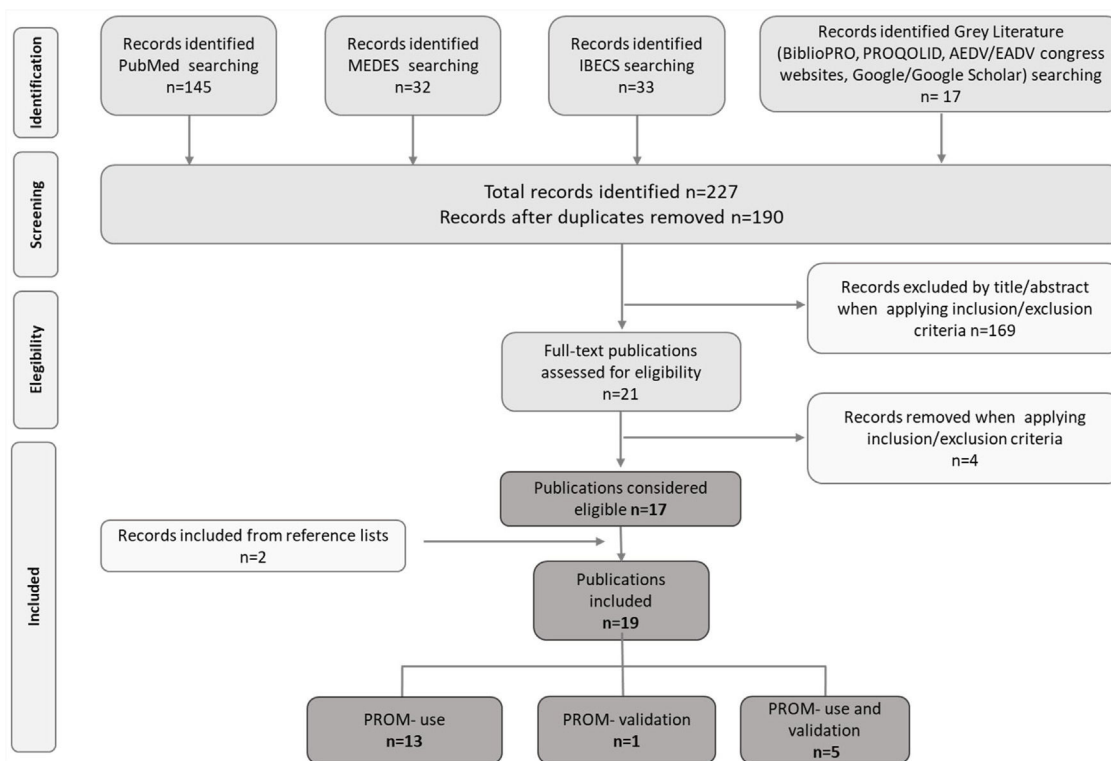 Identification
Records identified
PubMed searching
n=145
Records identified
MEDES searching
n=32
Records identified
IBECS searching
n=33
Records identified Grey Literature
(BiblioPRO, PROQOLID, AEDV/EADV congress
websites, Google/Google Scholar) searching
n= 17
Screening
Total records identified n=227
Records after duplicates removed n=190
Records excluded by title/abstract
when applying inclusion/exclusion
criteria n=169
Elegibility
Full-text publications
assessed for eligibility
n=21
Records removed when applying
inclusion/exclusion criteria
n=4
Included
Publications considered
eligible n=17
Records included from reference lists
n=2
Publications
included
n=19
PROM- use
n=13
PROM- validation
n=1
PROM- use and
validation
n=5